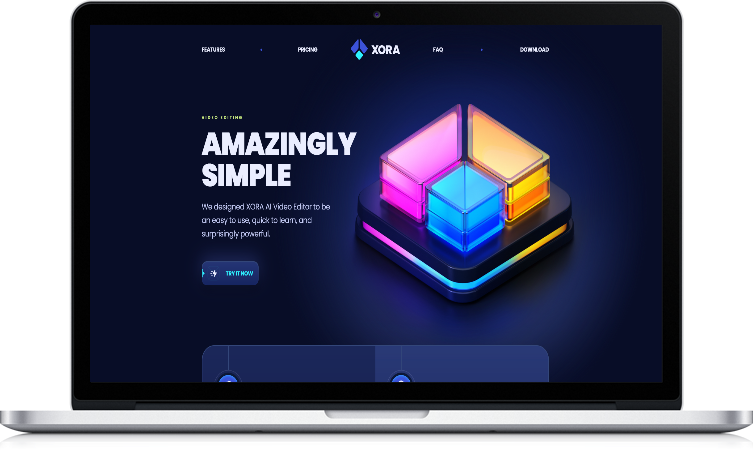 FEATURES
PRICING
XORA
FAQ
DOWNLOAD
VIDEO EDITING
AMAZINGLY
SIMPLE
We designed XORA AI Video Editor to be
an easy to use, quick to learn, and
surprisingly powerful.
TRY IT NOW